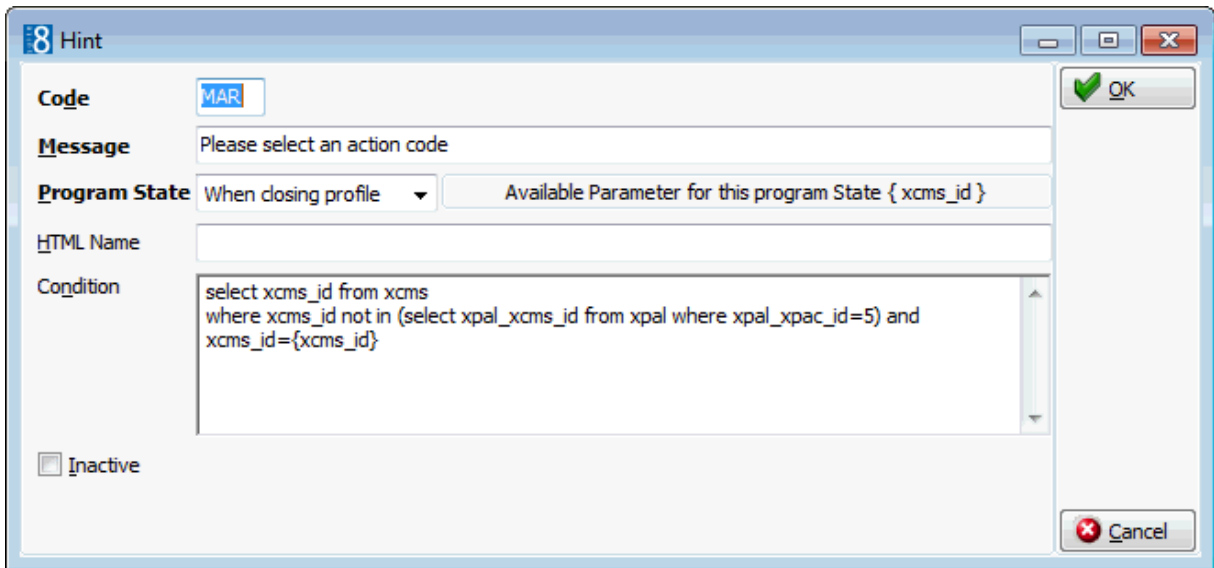 8 Hint
Code MAR
OK
Message Please select an action code
Program State When closing profile Available Parameter for this program State { xcms_id }
HTML Name
Condition select xcms_id from xcms
where xcms_id not in (select xpal_xcms_id from xpal where xpal_xpac_id=5) and
xcms_id={xcms_id}
Inactive
Cancel